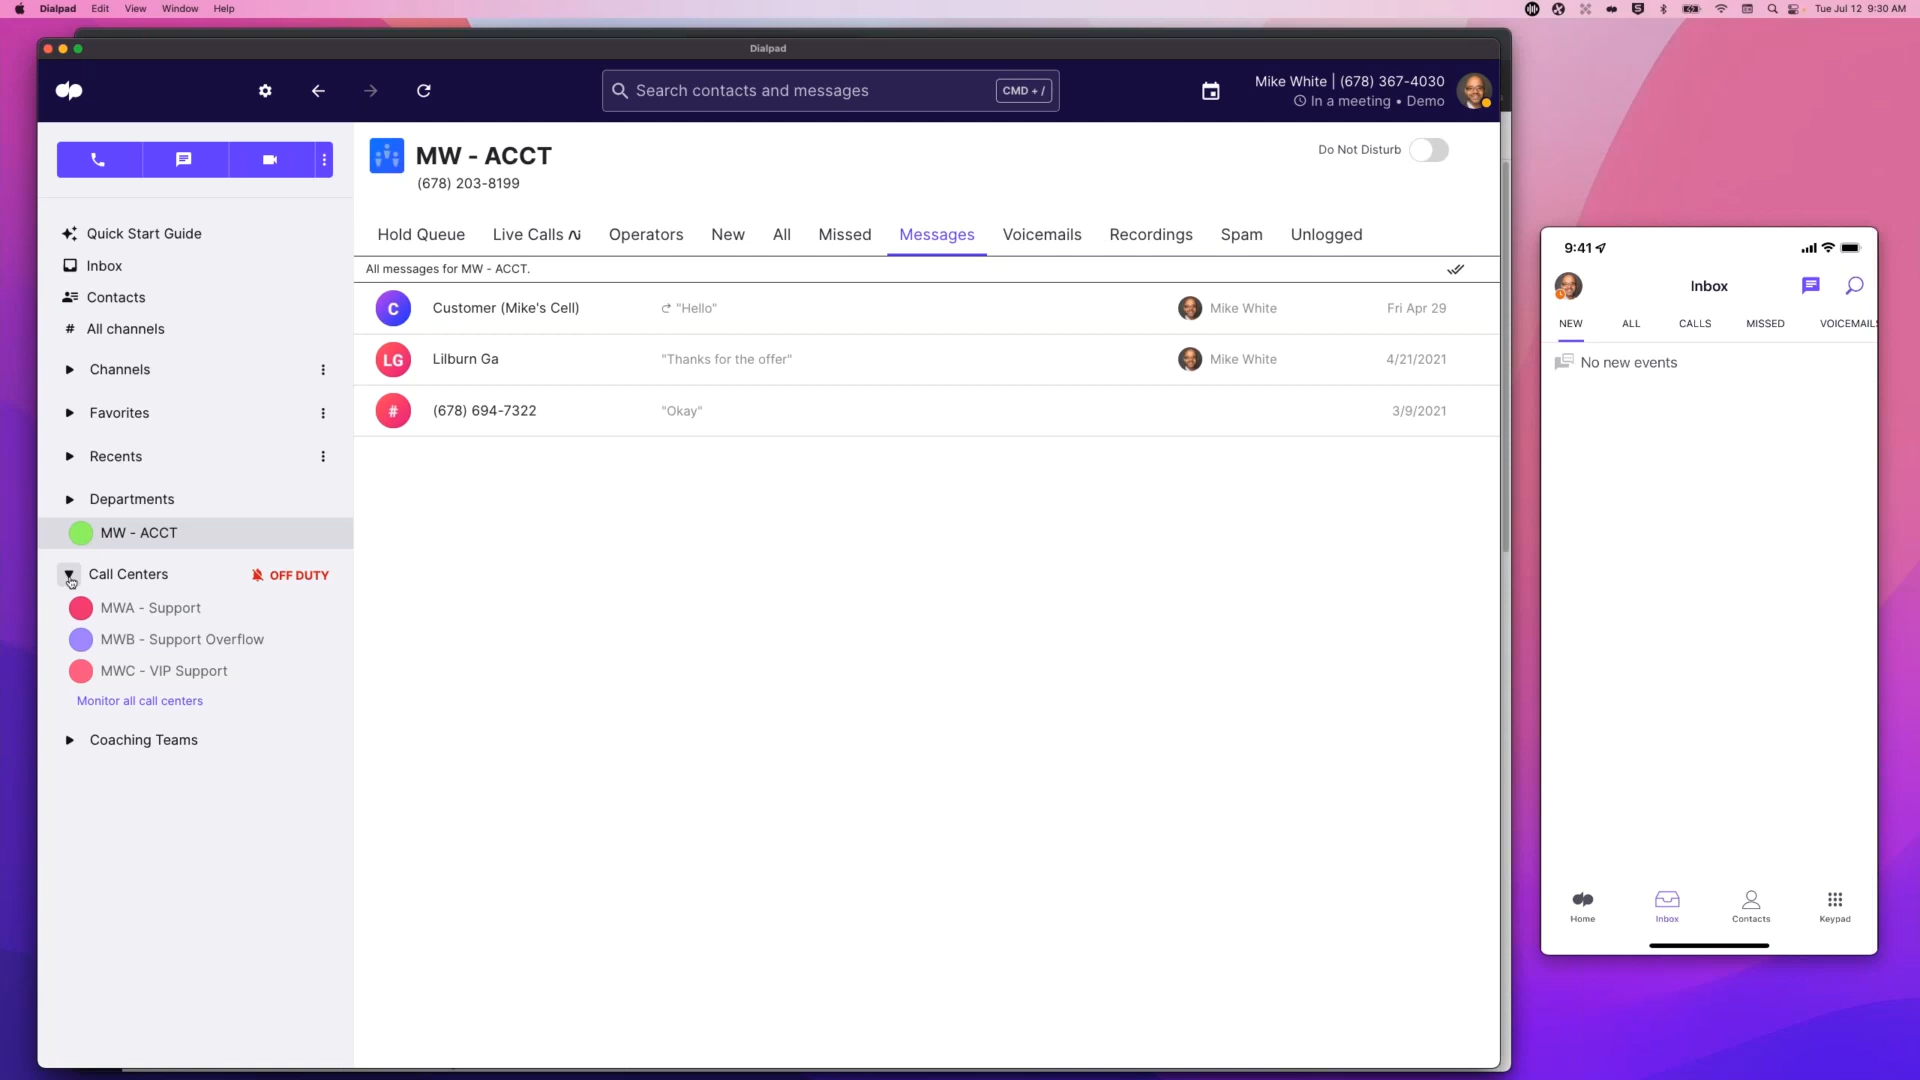 Dialpad Edit View Window Help
Tue Jul 12 9:30 AM
Dialpad
Search contacts and messages
CMD + /
Mike White | (678) 367-4030
In a meeting • Demo
Quick Start Guide
Inbox
Contacts
# All channels
Channels
Favorites
Recents
Departments
MW - ACCT
Call Centers
OFF DUTY
MWA - Support
MWB - Support Overflow
MWC - VIP Support
Monitor all call centers
Coaching Teams
MW - ACCT
(678) 203-8199
Do Not Disturb
Hold Queue Live Calls Ai Operators New All Missed Messages Voicemails Recordings Spam Unlogged
All messages for MW - ACCT.
C Customer (Mike's Cell) "Hello" Mike White Fri Apr 29
LG Lilburn Ga "Thanks for the offer" Mike White 4/21/2021
# (678) 694-7322 "Okay" 3/9/2021
9:41
Inbox
NEW ALL CALLS MISSED VOICEMAILS
No new events
Home Inbox Contacts Keypad